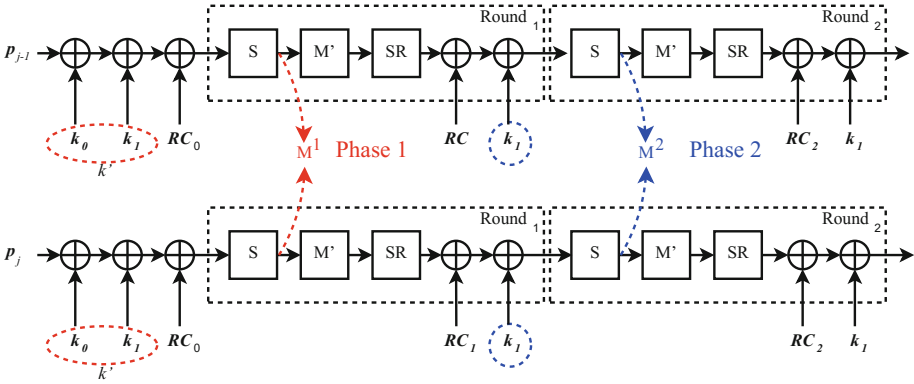 Round 1 Round 2
p j-1 S M' SR S M' SR
k 0 k 1 RC 0 RC k 1 RC 2 k 1
k'
M 1 Phase 1 M 2 Phase 2
Round 1 Round 2
p j S M' SR S M' SR
k 0 k 1 RC 0 RC 1 k 1 RC 2 k 1
k'